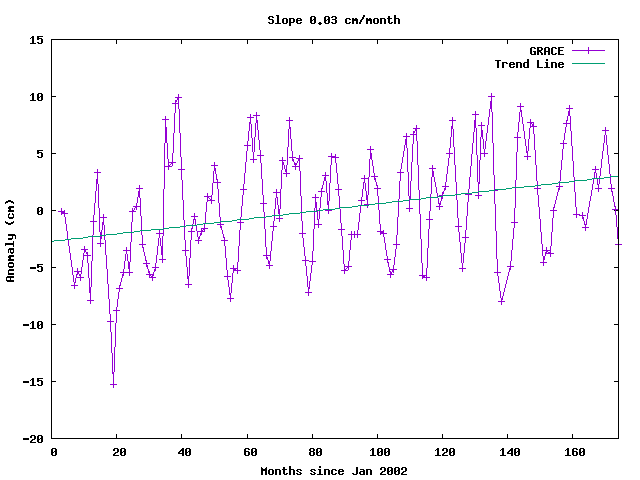 Slope 0.03 cm/month
GRACE
Trend Line
15
10
5
0
-5
-10
-15
-20
Anomaly (cm)
0 20 40 60 80 100 120 140 160
Months since Jan 2002